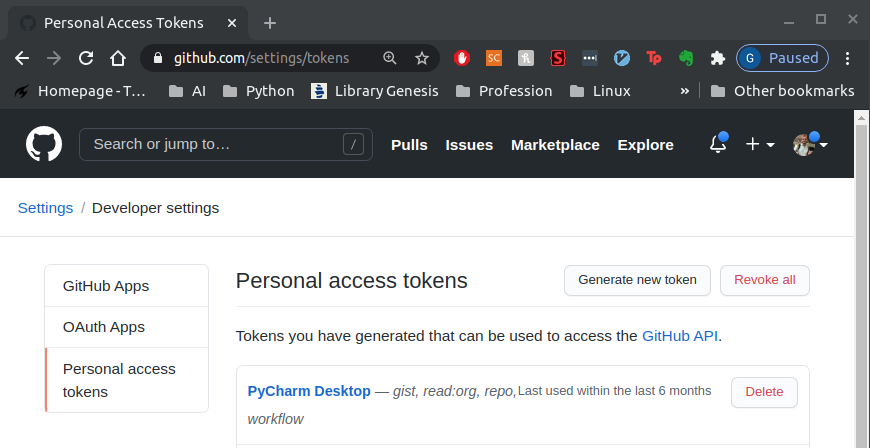 Personal Access Tokens
github.com/settings/tokens
SC
S
Tp
G Paused
Homepage - T… AI Python Library Genesis Profession Linux » Other bookmarks
Search or jump to… / Pulls Issues Marketplace Explore
Settings / Developer settings
GitHub Apps
OAuth Apps
Personal access
tokens
Personal access tokens Generate new token Revoke all
Tokens you have generated that can be used to access the GitHub API.
PyCharm Desktop — gist, read:org, repo, Last used within the last 6 months Delete
workflow